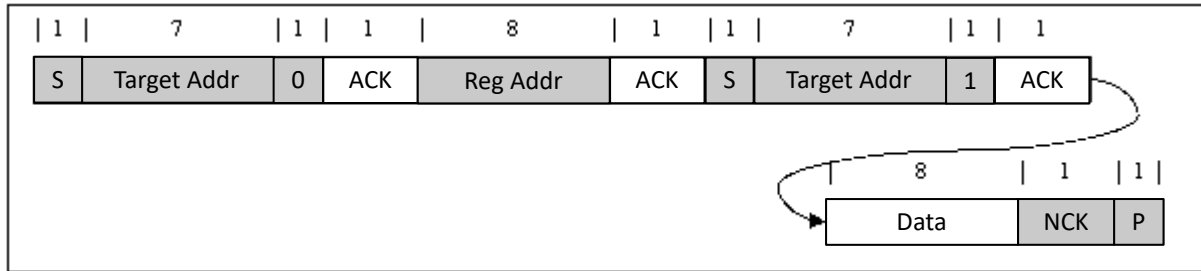 | 1 | 7 | 1 | 1 | 8 | 1 | 1 | 7 | 1 | 1
S Target Addr 0 ACK Reg Addr ACK S Target Addr 1 ACK
| 8 | 1 | 1 |
Data NCK P